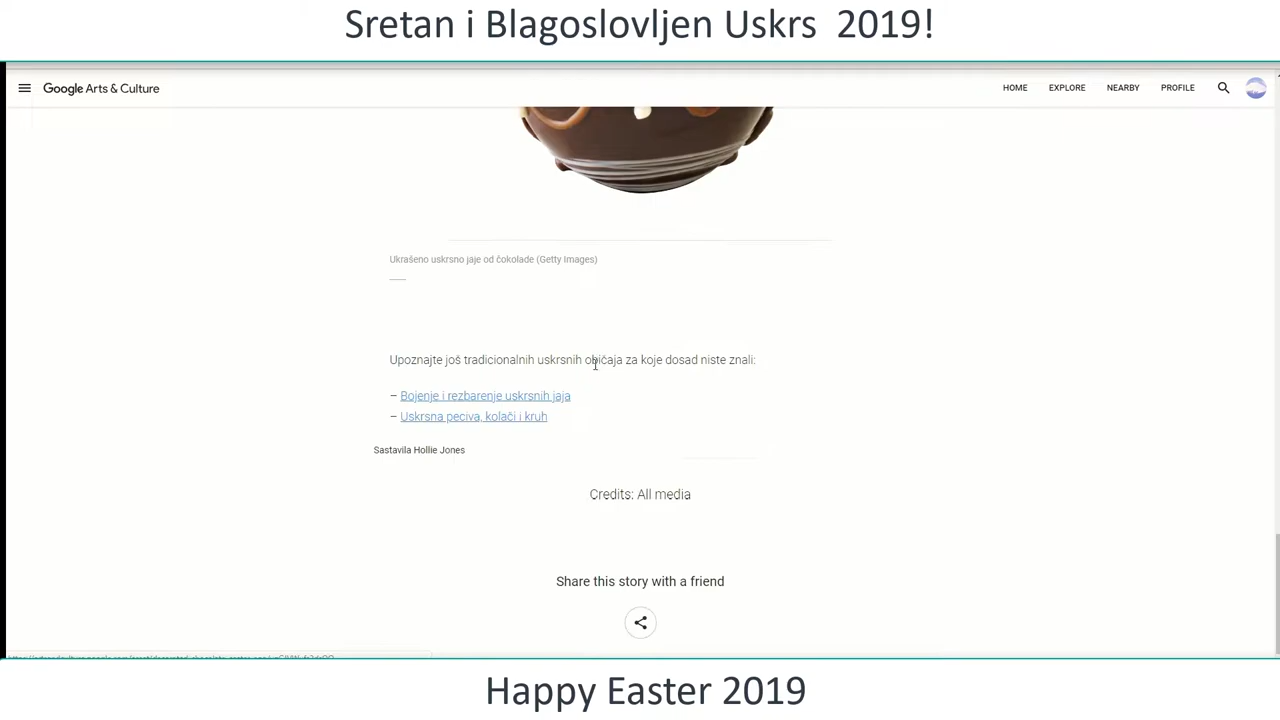 Sretan i Blagoslovljen Uskrs 2019!
Google Arts & Culture
HOME EXPLORE NEARBY PROFILE
Ukrašeno uskrsno jaje od čokolade (Getty Images)
Upoznajte još tradicionalnih uskrsnih običaja za koje dosad niste znali:
– Bojenje i rezbarenje uskrsnih jaja
– Uskrsna peciva, kolači i kruh
Sastavila Hollie Jones
Credits: All media
Share this story with a friend
Happy Easter 2019